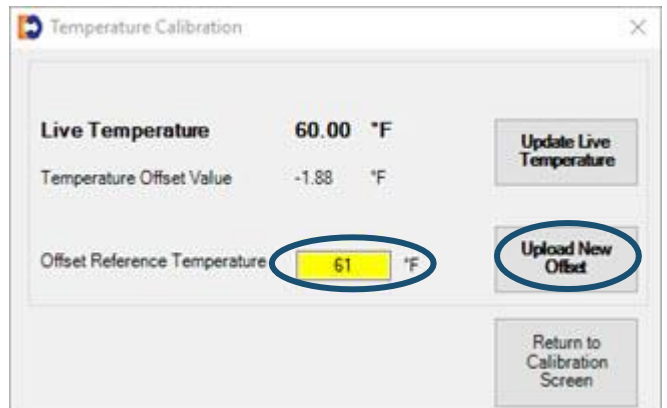 Temperature Calibration
Live Temperature 60.00 °F
Update Live
Temperature
Temperature Offset Value -1.88 °F
Offset Reference Temperature 61 °F
Upload New
Offset
Return to
Calibration
Screen